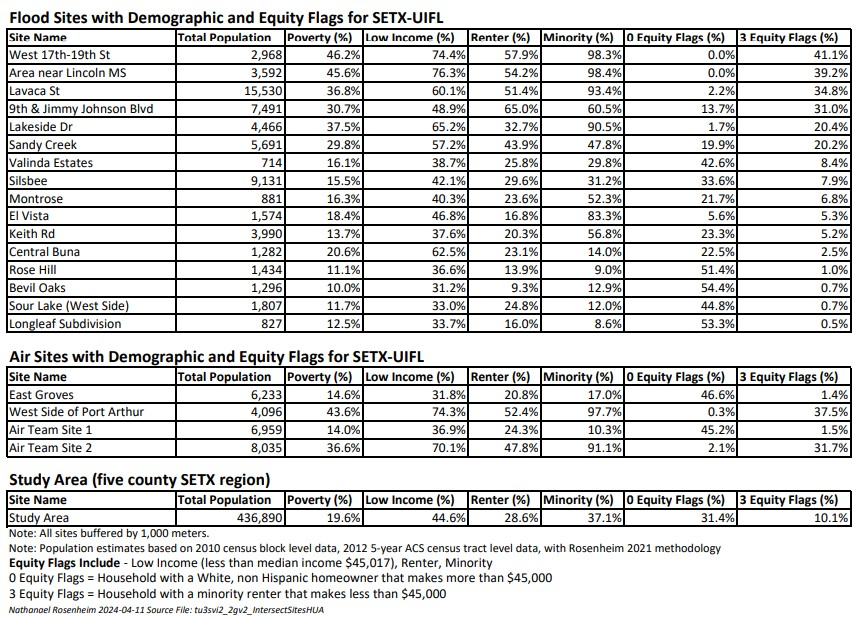 Flood Sites with Demographic and Equity Flags for SETX-UIFL
Site Name Total Population Poverty (%) Low Income (%) Renter (%) Minority (%) 0 Equity Flags (%) 3 Equity Flags (%)
West 17th-19th St 2,968 46.2% 74.4% 57.9% 98.3% 0.0% 41.1%
Area near Lincoln MS 3,592 45.6% 76.3% 54.2% 98.4% 0.0% 39.2%
Lavaca St 15,530 36.8% 60.1% 51.4% 93.4% 2.2% 34.8%
9th & Jimmy Johnson Blvd 7,491 30.7% 48.9% 65.0% 60.5% 13.7% 31.0%
Lakeside Dr 4,466 37.5% 65.2% 32.7% 90.5% 1.7% 20.4%
Sandy Creek 5,691 29.8% 57.2% 43.9% 47.8% 19.9% 20.2%
Valinda Estates 714 16.1% 38.7% 25.8% 29.8% 42.6% 8.4%
Silsbee 9,131 15.5% 42.1% 29.6% 31.2% 33.6% 7.9%
Montrose 881 16.3% 40.3% 23.6% 52.3% 21.7% 6.8%
El Vista 1,574 18.4% 46.8% 16.8% 83.3% 5.6% 5.3%
Keith Rd 3,990 13.7% 37.6% 20.3% 56.8% 23.3% 5.2%
Central Buna 1,282 20.6% 62.5% 23.1% 14.0% 22.5% 2.5%
Rose Hill 1,434 11.1% 36.6% 13.9% 9.0% 51.4% 1.0%
Bevil Oaks 1,296 10.0% 31.2% 9.3% 12.9% 54.4% 0.7%
Sour Lake (West Side) 1,807 11.7% 33.0% 24.8% 12.0% 44.8% 0.7%
Longleaf Subdivision 827 12.5% 33.7% 16.0% 8.6% 53.3% 0.5%
Air Sites with Demographic and Equity Flags for SETX-UIFL
Site Name Total Population Poverty (%) Low Income (%) Renter (%) Minority (%) 0 Equity Flags (%) 3 Equity Flags (%)
East Groves 6,233 14.6% 31.8% 20.8% 17.0% 46.6% 1.4%
West Side of Port Arthur 4,096 43.6% 74.3% 52.4% 97.7% 0.3% 37.5%
Air Team Site 1 6,959 14.0% 36.9% 24.3% 10.3% 45.2% 1.5%
Air Team Site 2 8,035 36.6% 70.1% 47.8% 91.1% 2.1% 31.7%
Study Area (five county SETX region)
Site Name Total Population Poverty (%) Low Income (%) Renter (%) Minority (%) 0 Equity Flags (%) 3 Equity Flags (%)
Study Area 436,890 19.6% 44.6% 28.6% 37.1% 31.4% 10.1%
Note: All sites buffered by 1,000 meters.
Note: Population estimates based on 2010 census block level data, 2012 5-year ACS census tract level data, with Rosenheim 2021 methodology
Equity Flags Include - Low Income (less than median income $45,017), Renter, Minority
0 Equity Flags = Household with a White, non Hispanic homeowner that makes more than $45,000
3 Equity Flags = Household with a minority renter that makes less than $45,000
Nathanael Rosenheim 2024-04-11 Source File: tu3svi2_2gv2_IntersectSitesHUA